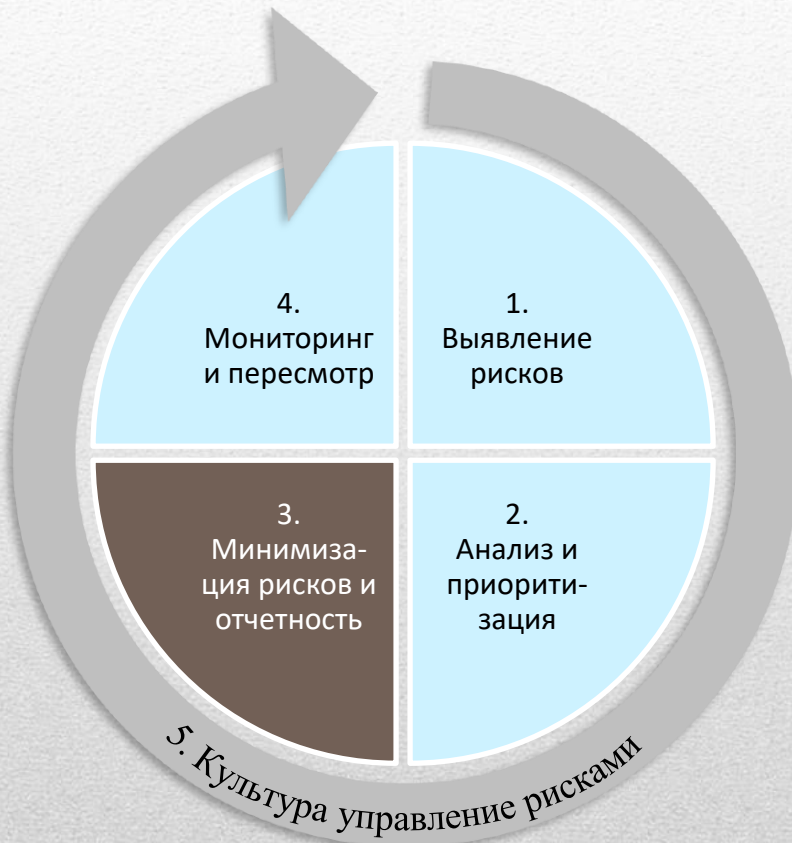 4.
Мониторинг
и пересмотр
1.
Выявление
рисков
3.
Минимиза-
ция рисков и
отчетность
2.
Анализ и
приорити-
зация
5. Культура управление рисками